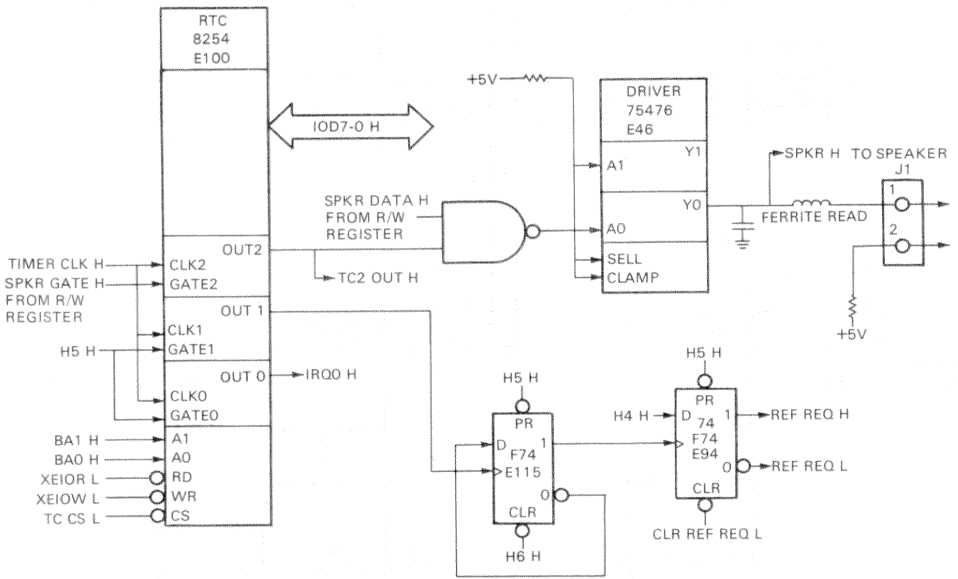 RTC
8254
E100
IOD7-0 H
+5V
DRIVER
75476
E46
Y1
A1
Y0
A0
SELL
CLAMP
SPKR H
TO SPEAKER
J1
1
2
FERRITE READ
+5V
SPKR DATA H
FROM R/W
REGISTER
OUT2
TC2 OUT H
TIMER CLK H
SPKR GATE H
FROM R/W
REGISTER
CLK2
GATE2
OUT 1
CLK1
H5 H
GATE1
OUT 0
IRQ0 H
CLK0
GATE0
BA1 H
A1
BA0 H
A0
XEIOR L
RD
XEIOW L
WR
TC CS L
CS
H5 H
PR
D
1
F74
E115
0
CLR
H6 H
H5 H
PR
H4 H
D
1
74
F74
E94
0
CLR
REF REQ H
REF REQ L
CLR REF REQ L